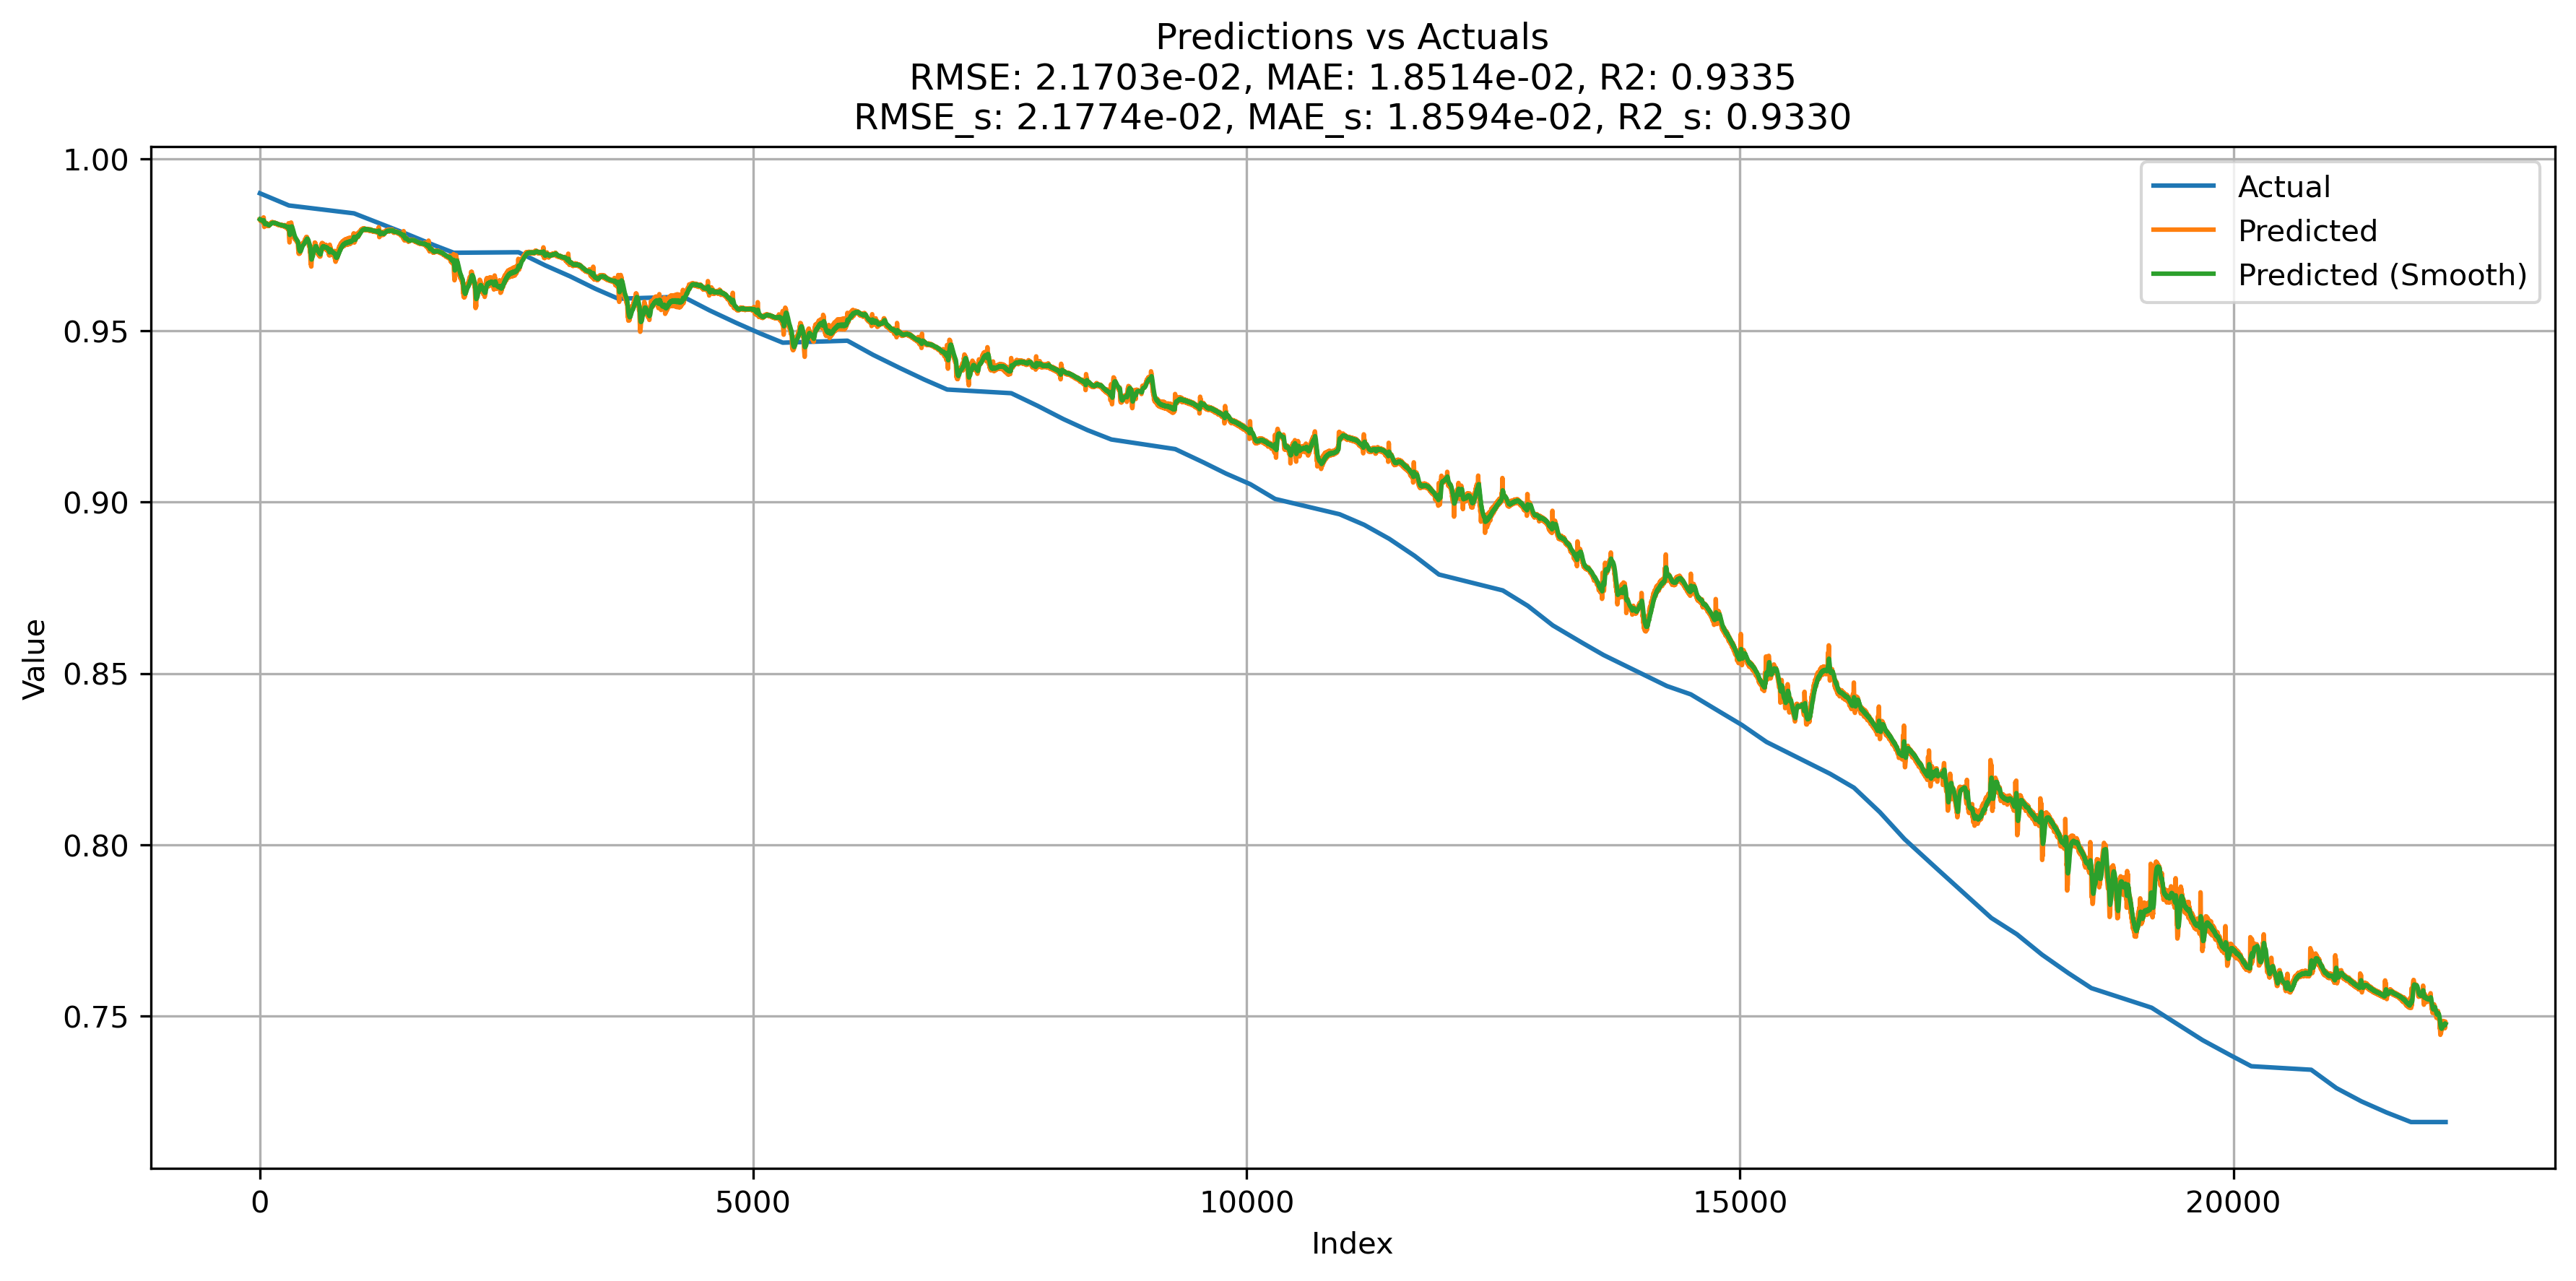 Predictions vs Actuals
RMSE: 2.1703e-02, MAE: 1.8514e-02, R2: 0.9335
RMSE_s: 2.1774e-02, MAE_s: 1.8594e-02, R2_s: 0.9330
Actual
Predicted
Predicted (Smooth)
1.00
0.95
0.90
0.85
0.80
0.75
Value
0
5000
10000
15000
20000
Index